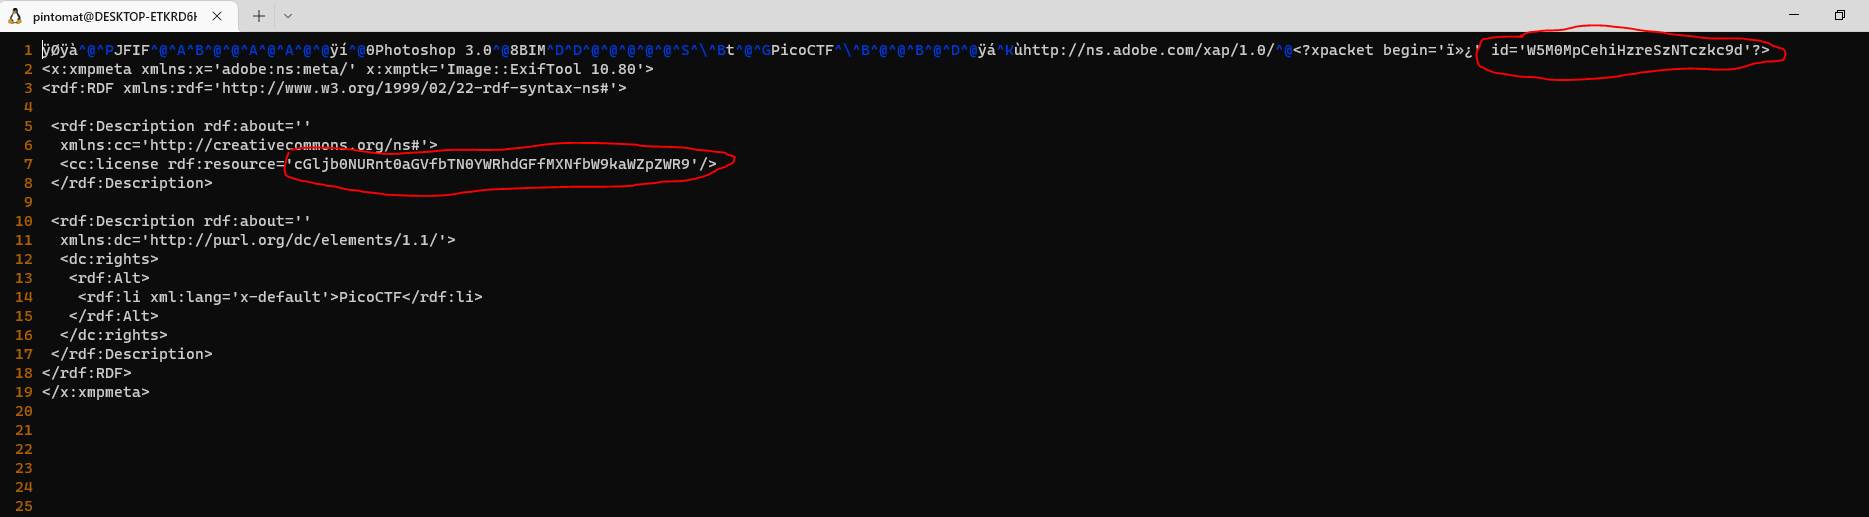 pintomat@DESKTOP-ETKRD6H
1 ÿØÿà^@^PJFIF^@^A^B^@^@^A^@^A^@^@ÿí^@0Photoshop 3.0^@8BIM^D^D^@^@^@^@^@^S^\^Bt^@^GPicoCTF^\^B^@^@^B^@^D^@ÿá^Kùhttp://ns.adobe.com/xap/1.0/^@<?xpacket begin='ï»¿' id='W5M0MpCehiHzreSzNTczkc9d'?>
2 <x:xmpmeta xmlns:x='adobe:ns:meta/' x:xmptk='Image::ExifTool 10.80'>
3 <rdf:RDF xmlns:rdf='http://www.w3.org/1999/02/22-rdf-syntax-ns#'>
4
5 <rdf:Description rdf:about=''
6 xmlns:cc='http://creativecommons.org/ns#'>
7 <cc:license rdf:resource='cGljb0NURnt0aGVfbTN0YWRhdGFfMXNfbW9kaWZpZWR9'/>
8 </rdf:Description>
9
10 <rdf:Description rdf:about=''
11 xmlns:dc='http://purl.org/dc/elements/1.1/'>
12 <dc:rights>
13 <rdf:Alt>
14 <rdf:li xml:lang='x-default'>PicoCTF</rdf:li>
15 </rdf:Alt>
16 </dc:rights>
17 </rdf:Description>
18 </rdf:RDF>
19 </x:xmpmeta>
20
21
22
23
24
25